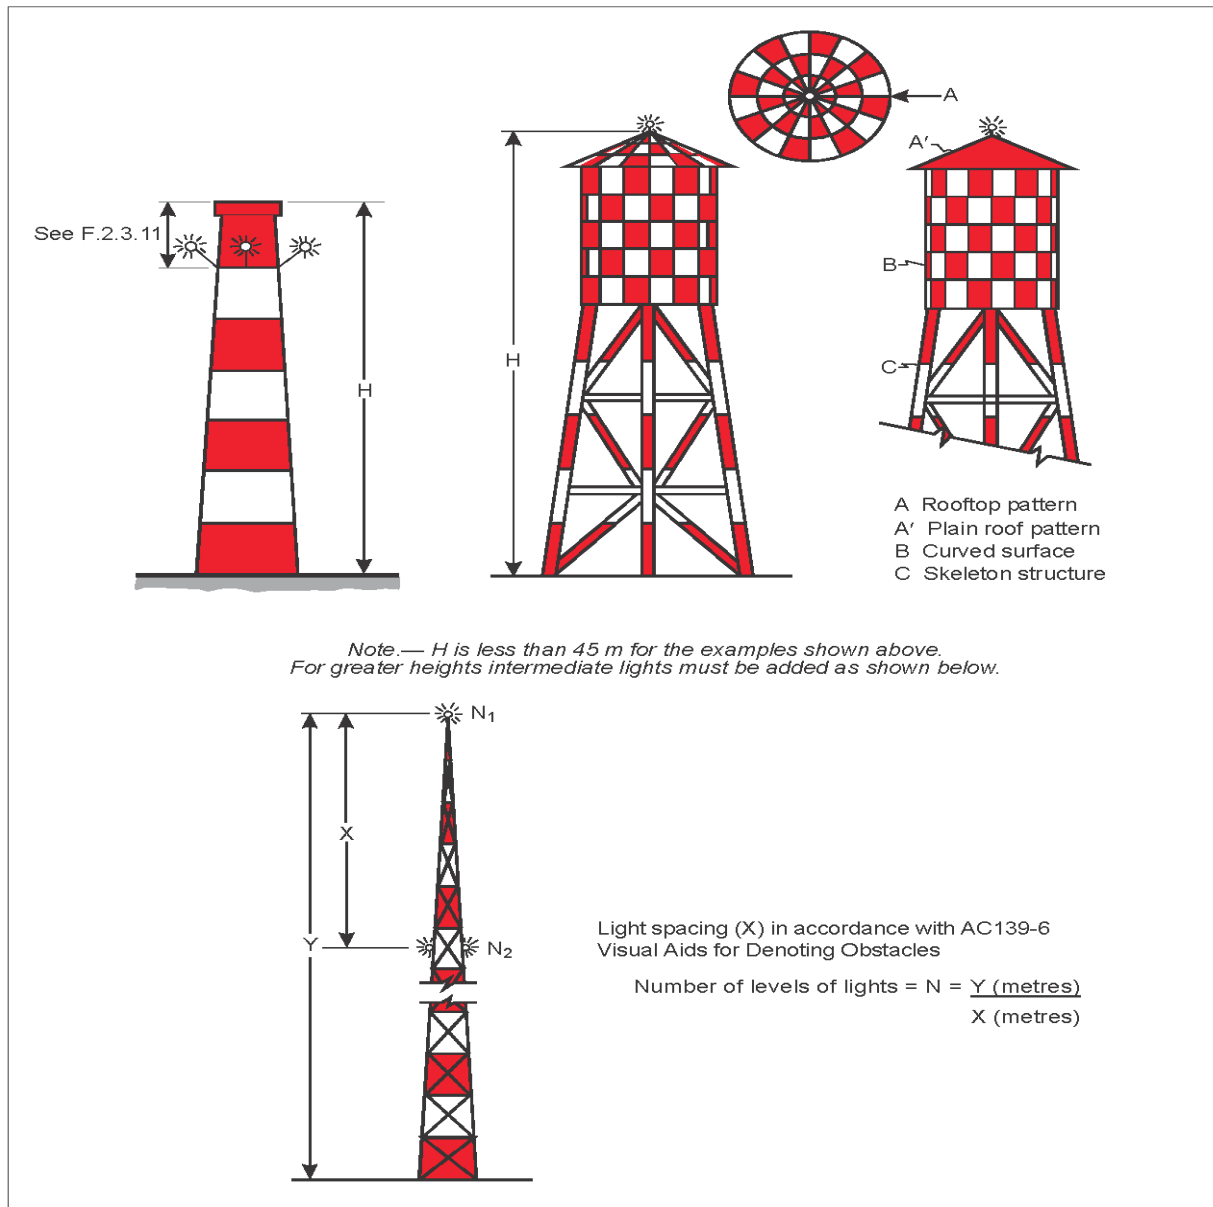 A
A′
See F.2.3.11
H
H
B
C
A Rooftop pattern
A′ Plain roof pattern
B Curved surface
C Skeleton structure
Note.— H is less than 45 m for the examples shown above.
For greater heights intermediate lights must be added as shown below.
N₁
X
Y
N₂
Light spacing (X) in accordance with AC139-6
Visual Aids for Denoting Obstacles
Number of levels of lights = N = Y (metres)
X (metres)